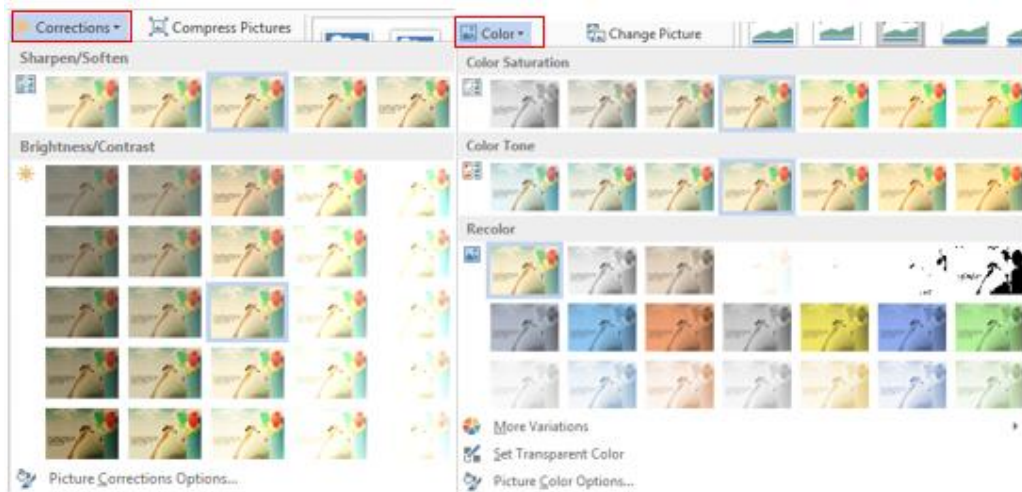 Corrections
Compress Pictures
Sharpen/Soften
Brightness/Contrast
Picture Corrections Options...
Color
Change Picture
Color Saturation
Color Tone
Recolor
More Variations
Set Transparent Color
Picture Color Options...